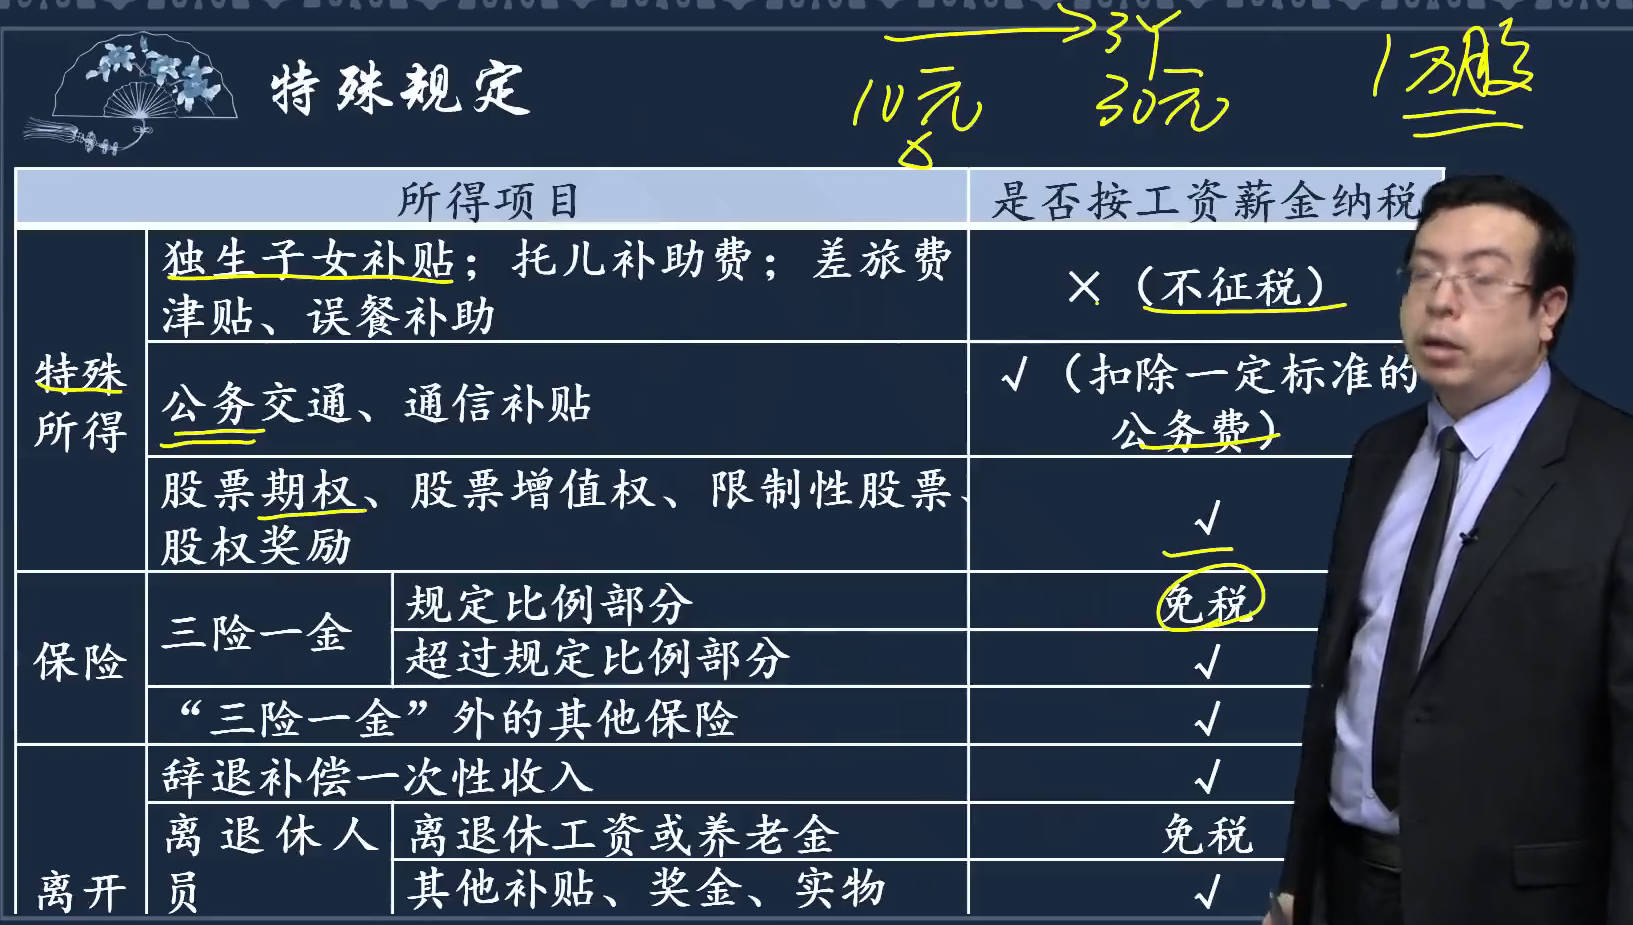 特殊规定
→3Y
10元
30元
1万股
所得项目
是否按工资薪金纳税
特殊
所得
独生子女补贴；托儿补助费；差旅费
津贴、误餐补助
×（不征税）
公务交通、通信补贴
√（扣除一定标准的
公务费）
股票期权、股票增值权、限制性股票、
股权奖励
√
保险
三险一金
规定比例部分
免税
超过规定比例部分
√
“三险一金”外的其他保险
√
离开
辞退补偿一次性收入
√
离退休人
员
离退休工资或养老金
免税
其他补贴、奖金、实物
√